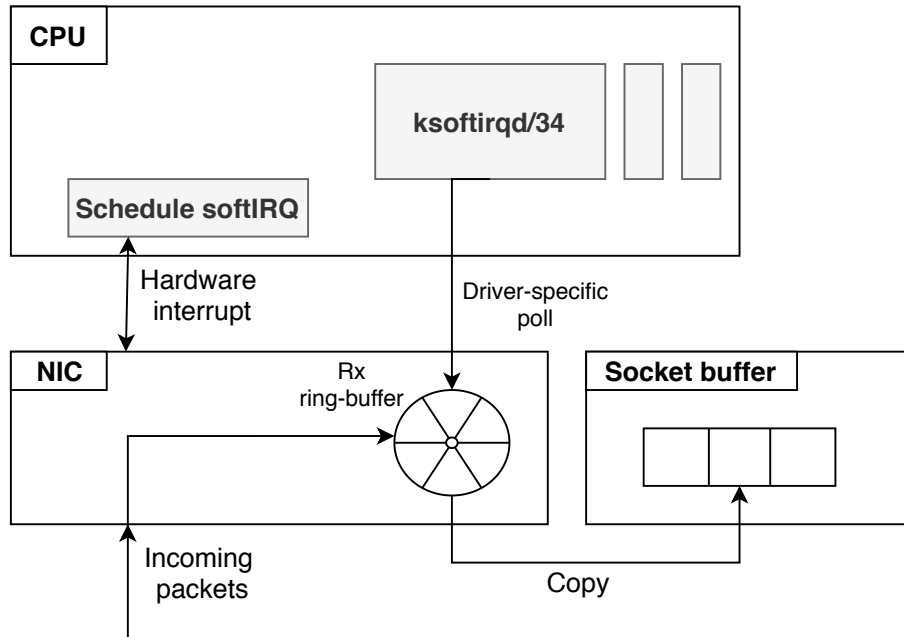 CPU
ksoftirqd/34
Schedule softIRQ
Hardware
interrupt
Driver-specific
poll
NIC
Rx
ring-buffer
Socket buffer
Incoming
packets
Copy